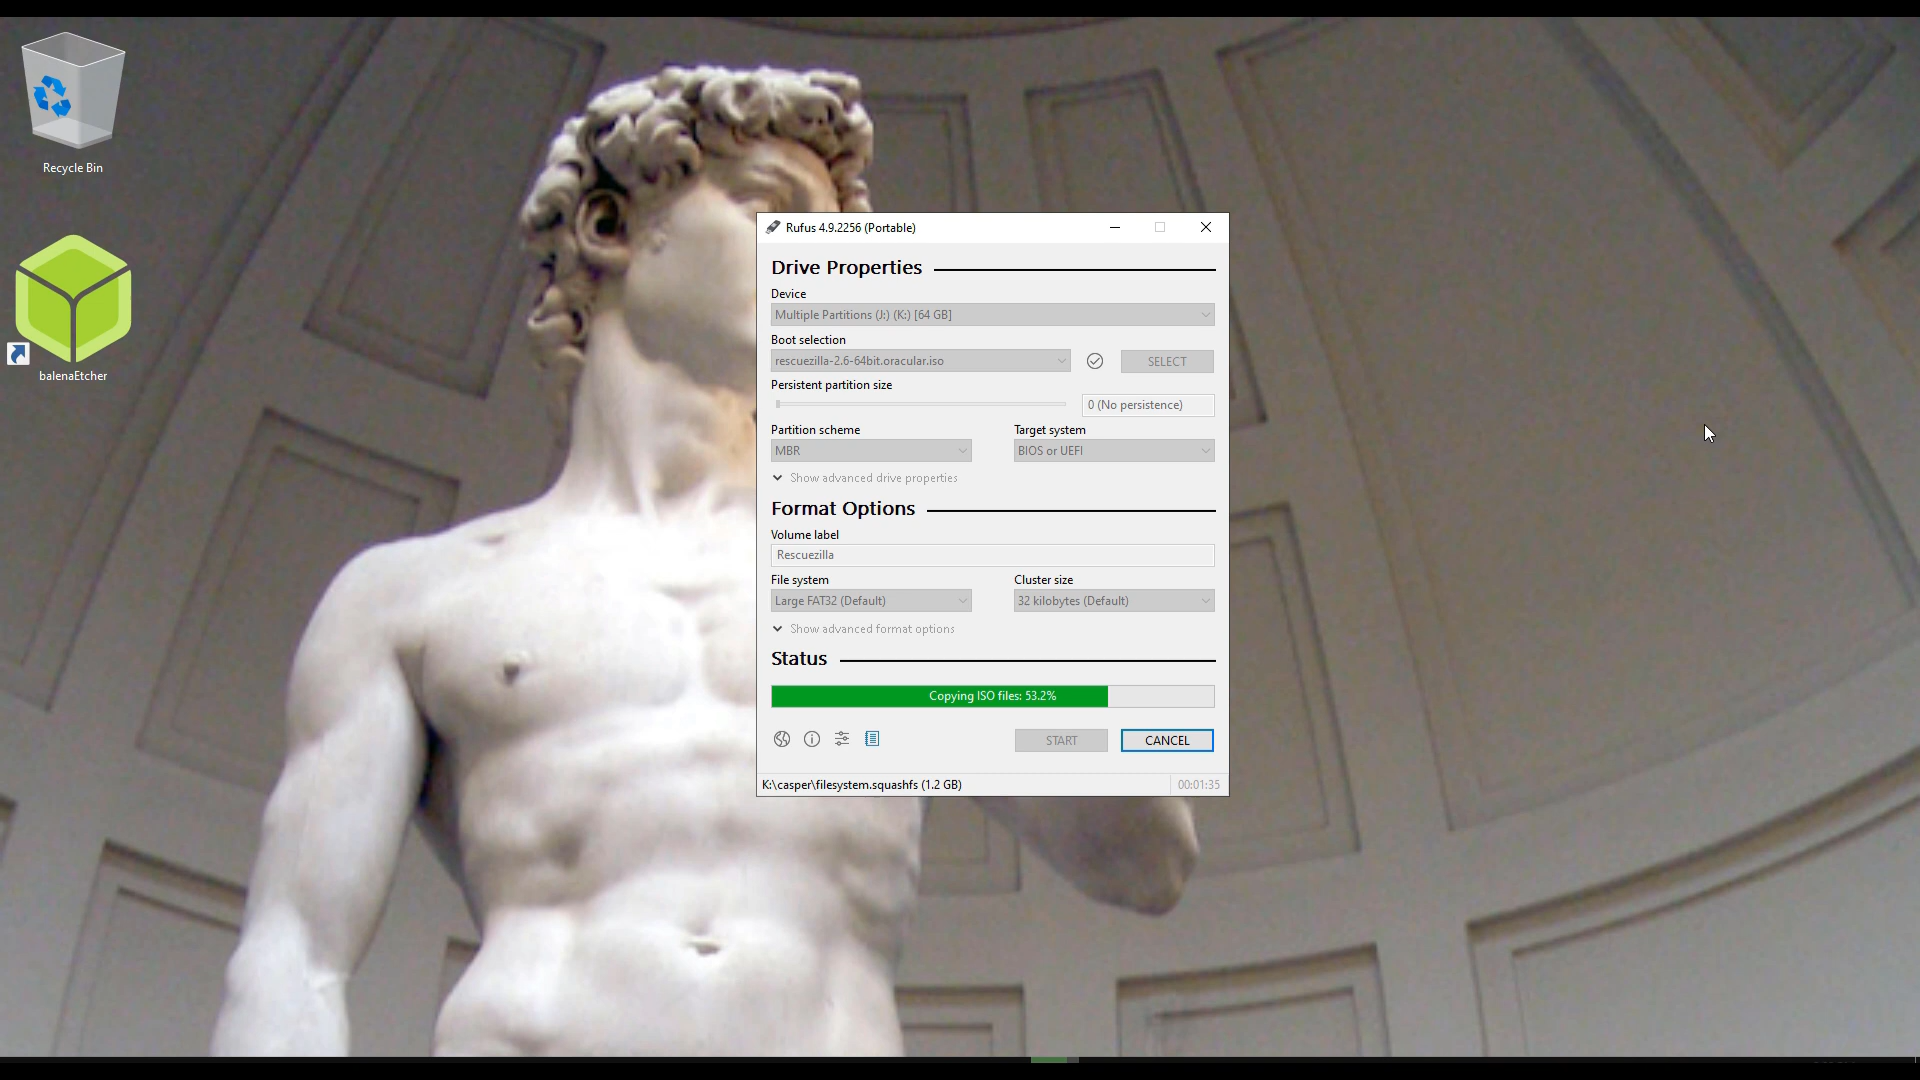 Recycle Bin
balenaEtcher
Rufus 4.9.2256 (Portable)
Drive Properties
Device
Multiple Partitions (J:) (K:) [64 GB]
Boot selection
rescuezilla-2.6-64bit.oracular.iso
SELECT
Persistent partition size
0 (No persistence)
Partition scheme
Target system
MBR
BIOS or UEFI
Show advanced drive properties
Format Options
Volume label
Rescuezilla
File system
Cluster size
Large FAT32 (Default)
32 kilobytes (Default)
Show advanced format options
Status
Copying ISO files: 53.2%
START
CANCEL
K:\casper\filesystem.squashfs (1.2 GB)
00:01:35